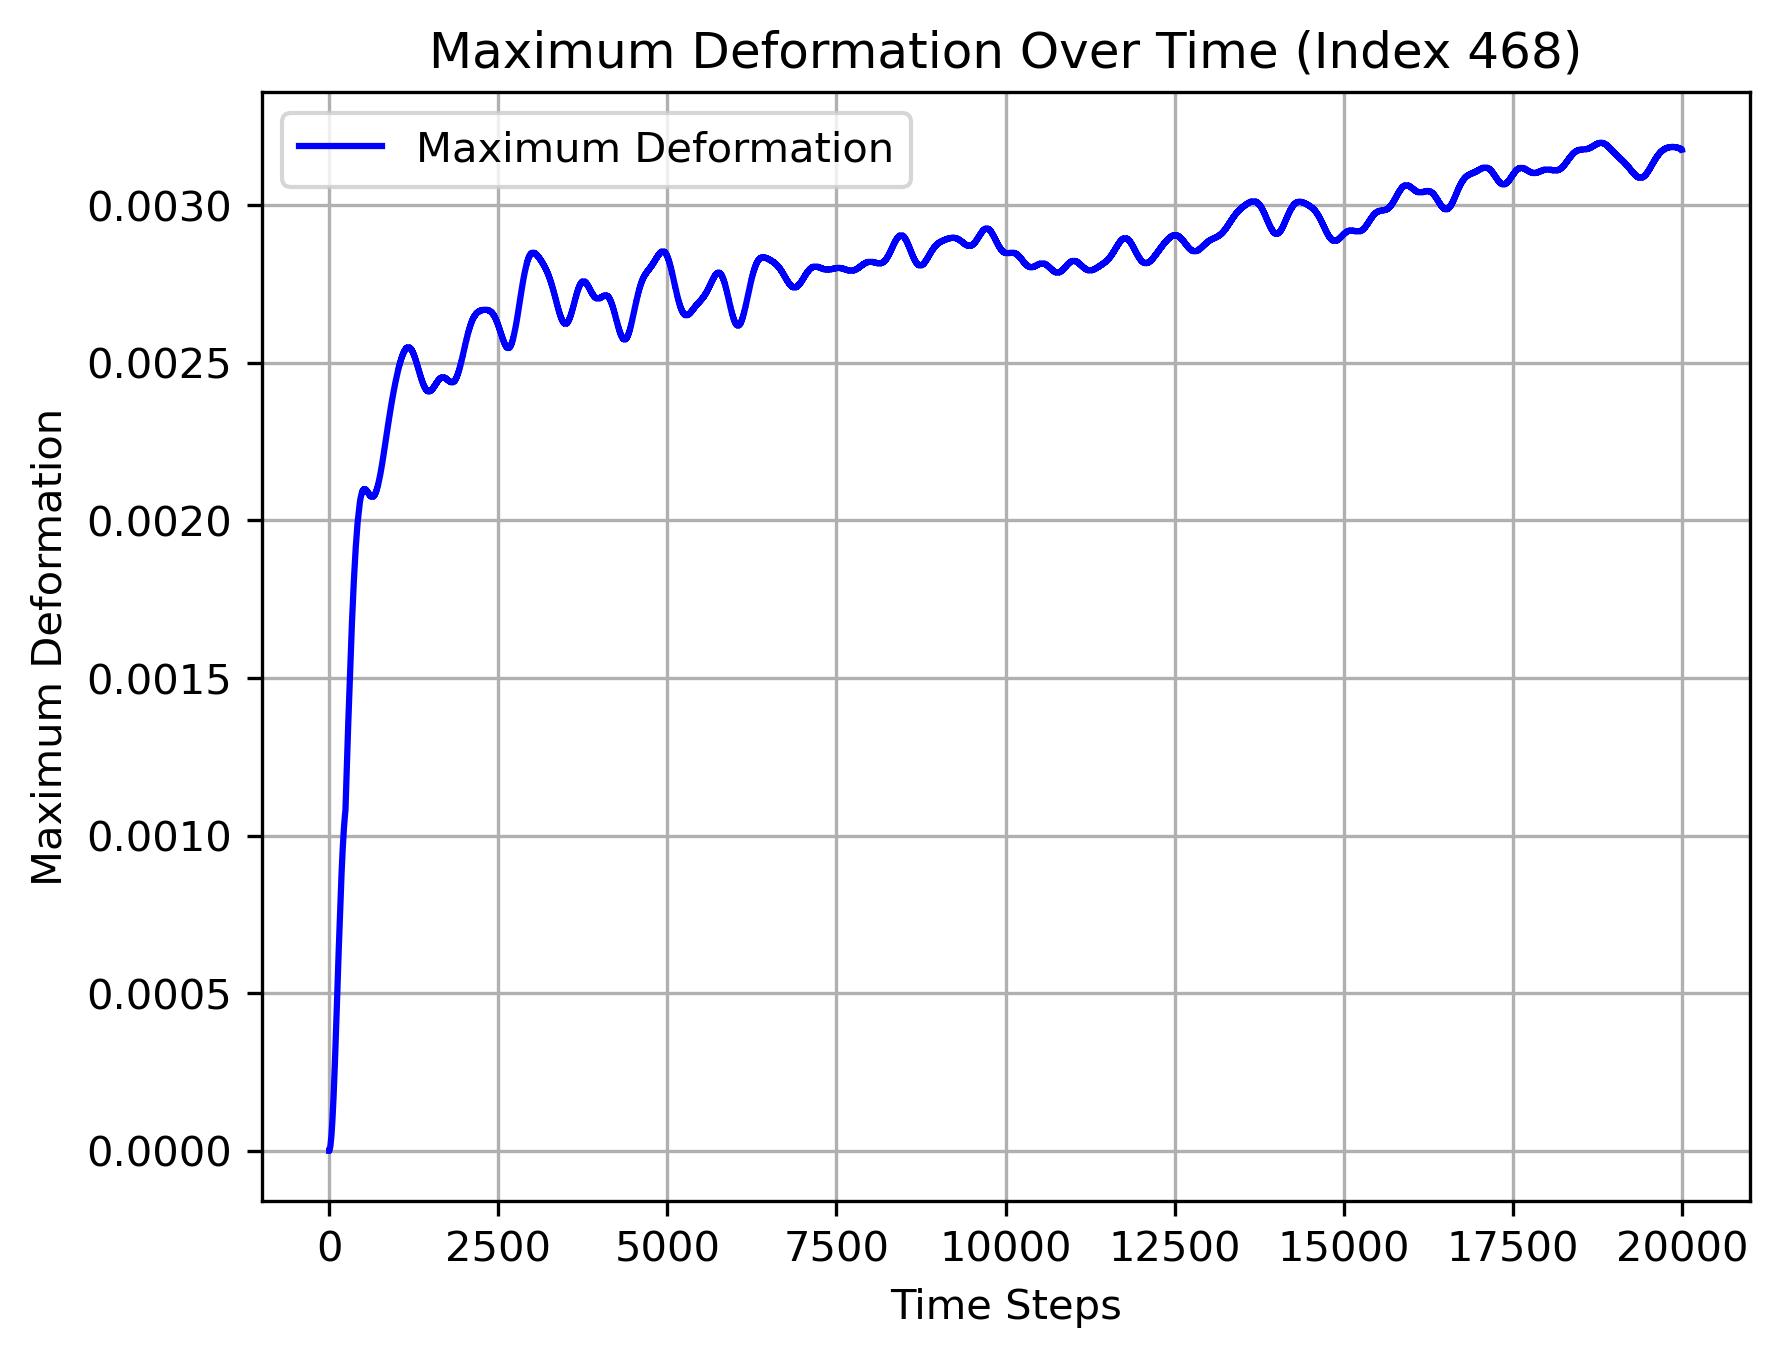 Maximum Deformation Over Time (Index 468)
Maximum Deformation
0.0030
0.0025
0.0020
0.0015
0.0010
0.0005
0.0000
Maximum Deformation
0 2500 5000 7500 10000 12500 15000 17500 20000
Time Steps